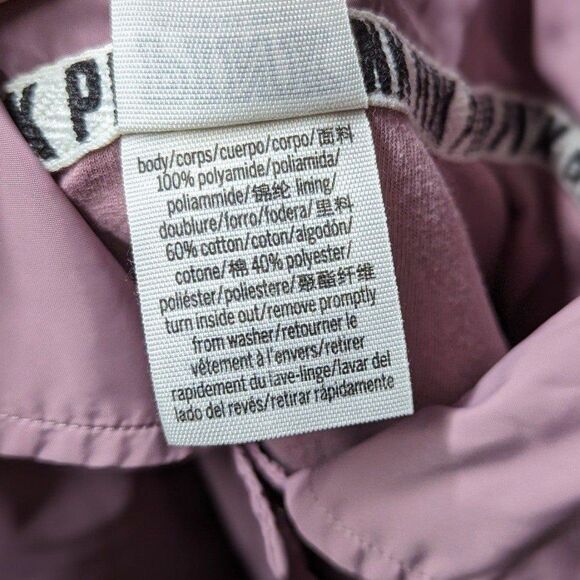 K P
body/corps/cuerpo/corpo/面料
100% polyamide/poliamida/
poliammide/锦纶 lining/
doublure/forro/fodera/里料
60% cotton/coton/algodón/
cotone/棉 40% polyester/
poliéster/poliestere/聚酯纤维
turn inside out/remove promptly
from washer/retourner le
vêtement à l'envers/retirer
rapidement du lave-linge/lavar del
lado del revés/retirar rápidamente